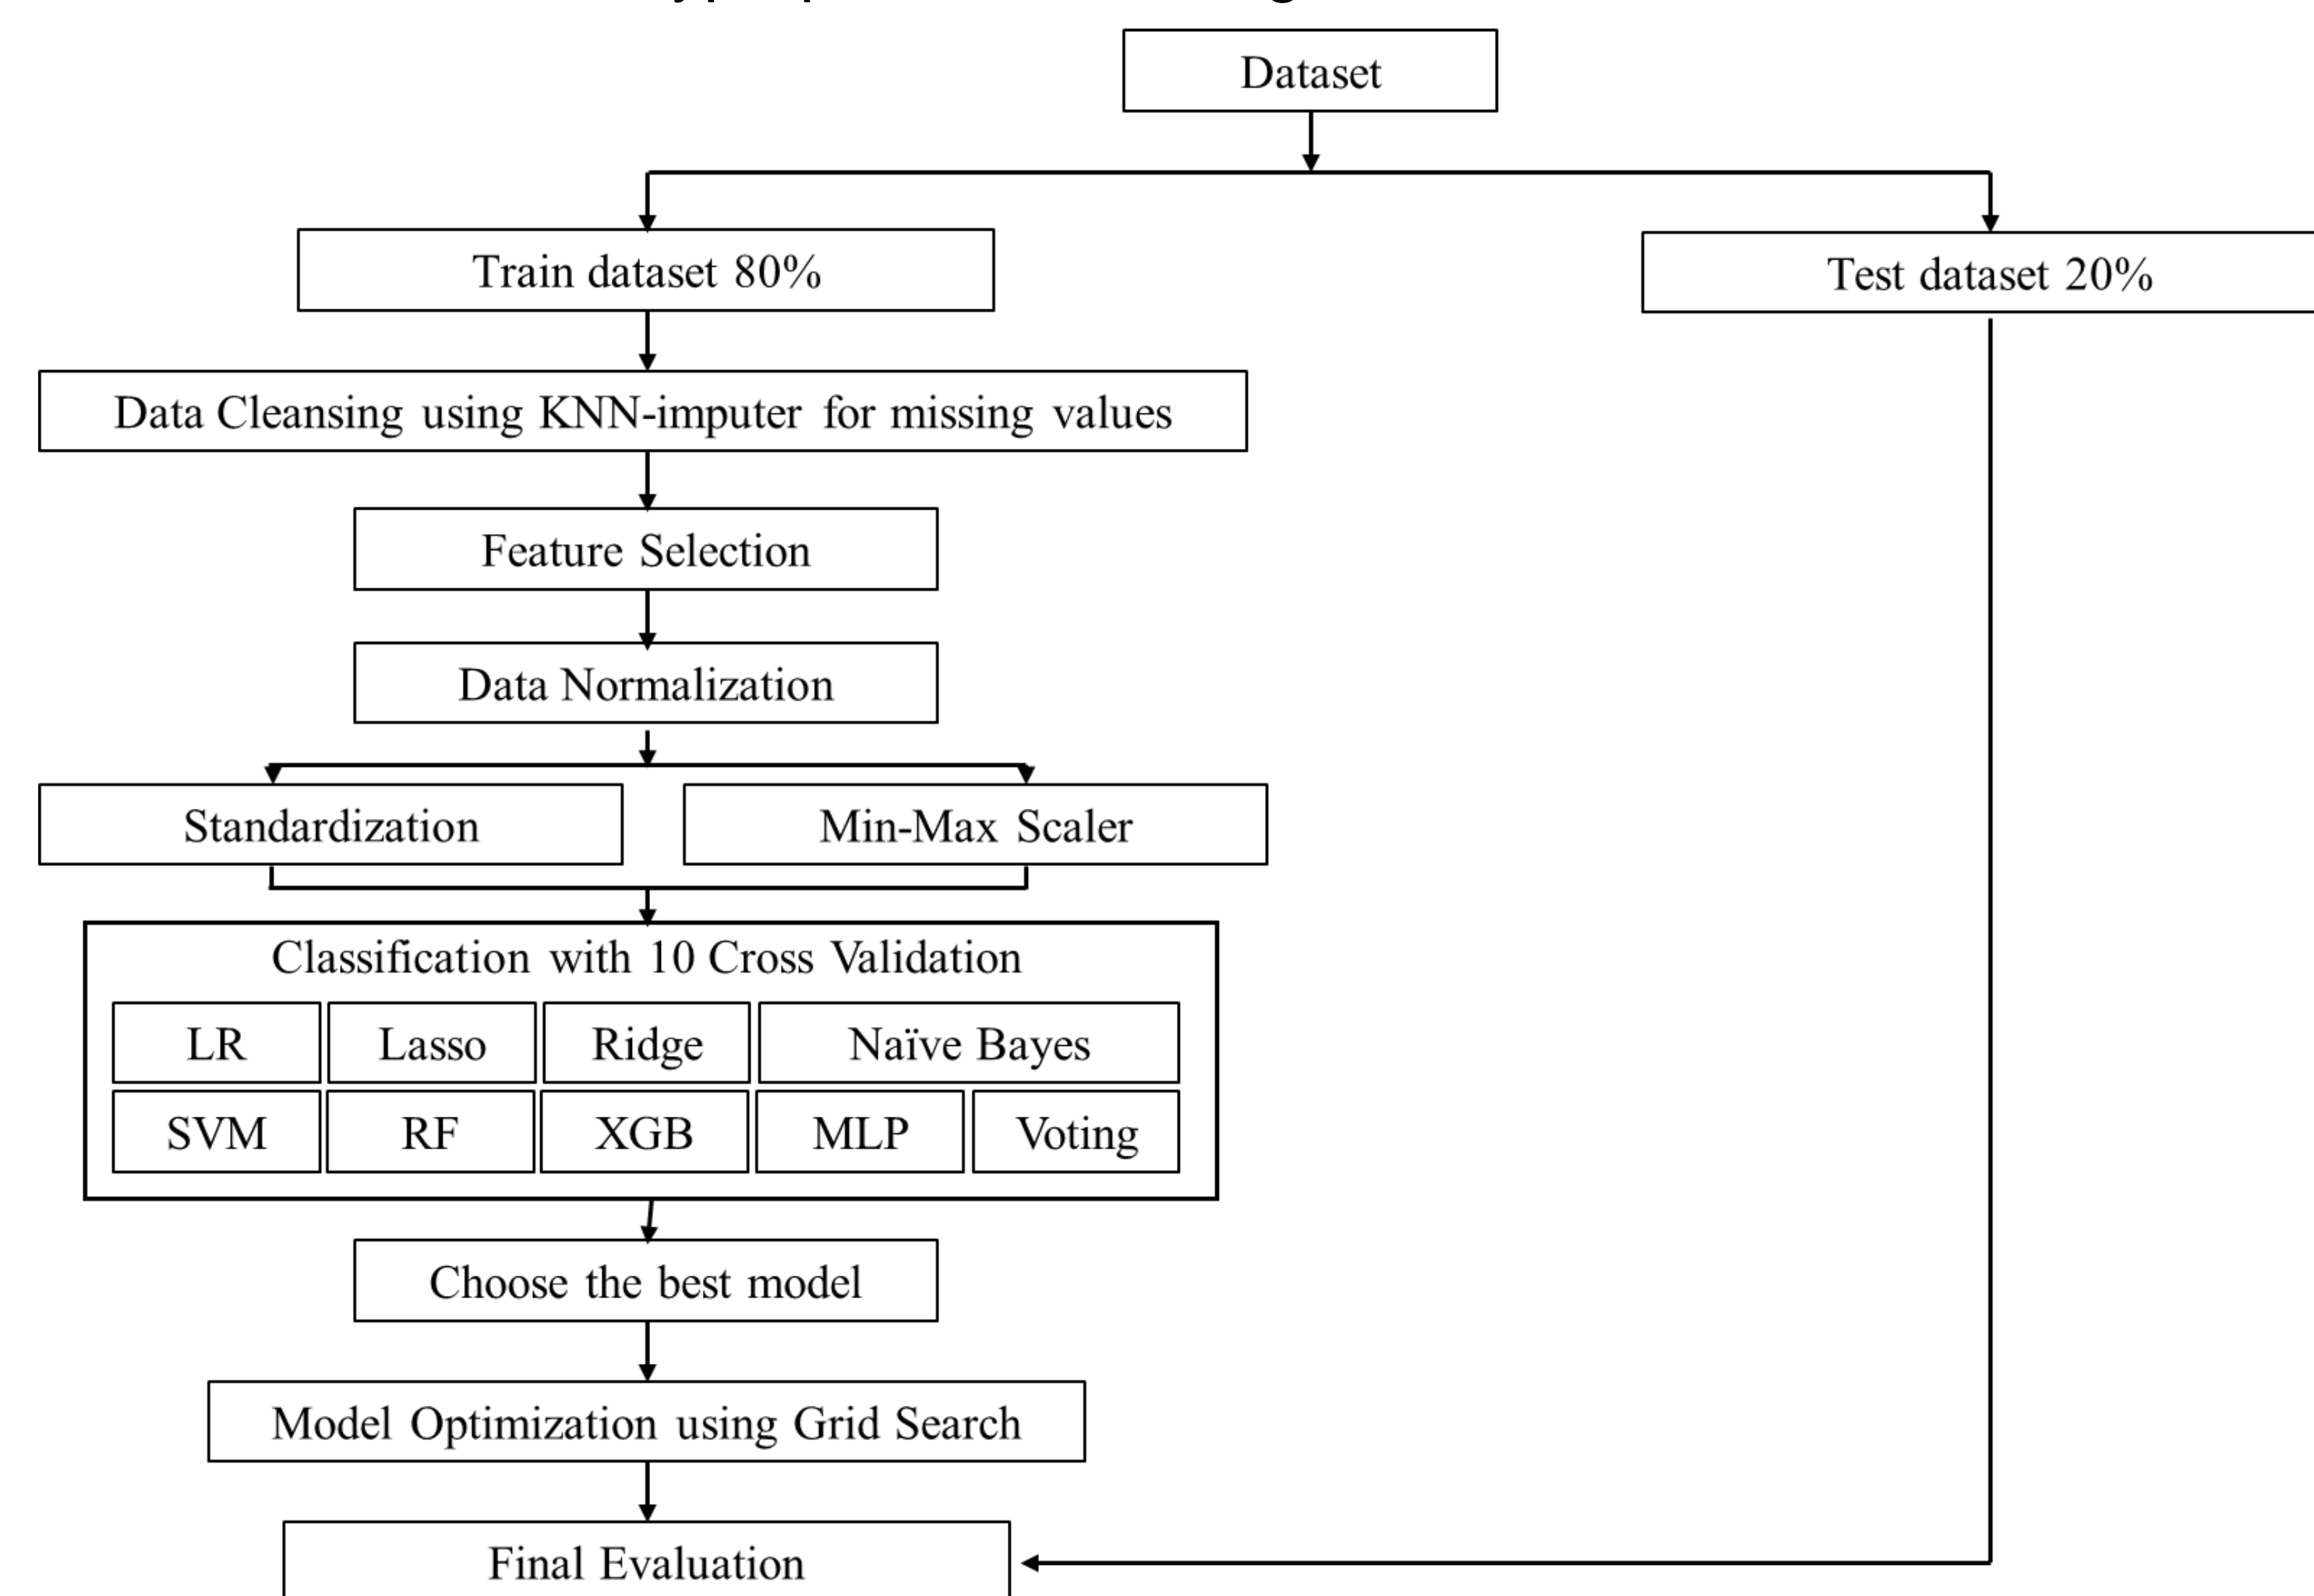 Dataset
Train dataset 80%
Test dataset 20%
Data Cleansing using KNN-imputer for missing values
Feature Selection
Data Normalization
Standardization
Min-Max Scaler
Classification with 10 Cross Validation
LR
Lasso
Ridge
Naïve Bayes
SVM
RF
XGB
MLP
Voting
Choose the best model
Model Optimization using Grid Search
Final Evaluation